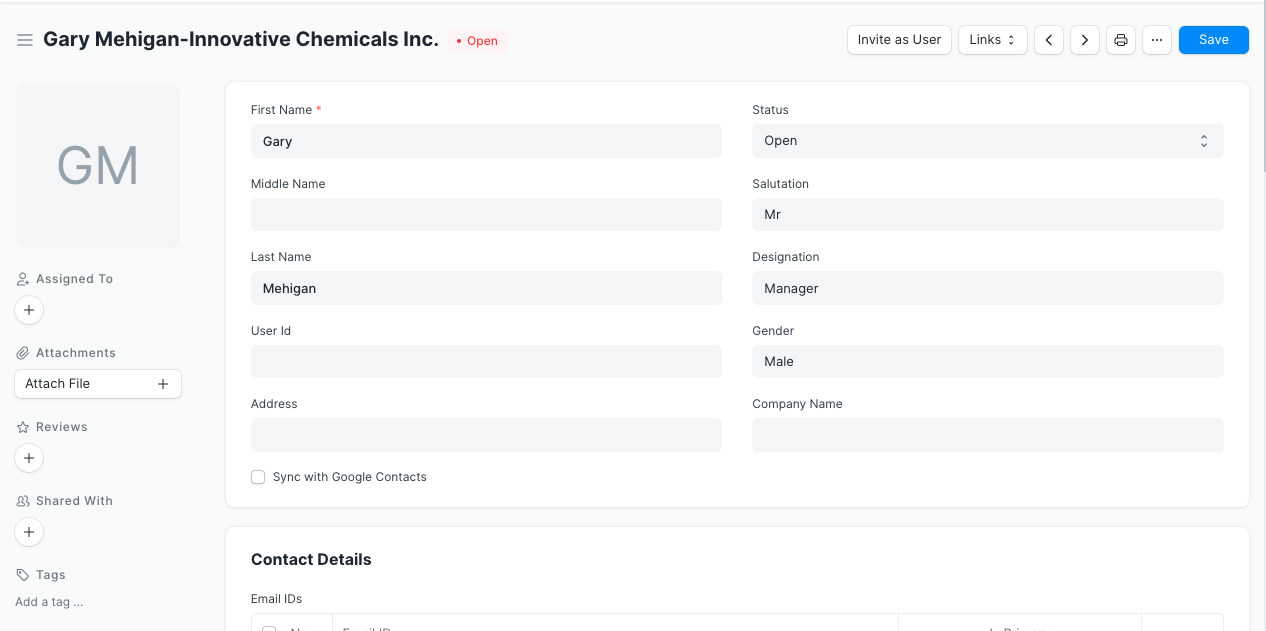 Gary Mehigan-Innovative Chemicals Inc. • Open Invite as User Links ... Save
GM
Assigned To
+
Attachments
Attach File +
Reviews
+
Shared With
+
Tags
Add a tag ...
First Name *
Gary
Middle Name
Last Name
Mehigan
User Id
Address
Sync with Google Contacts
Status
Open
Salutation
Mr
Designation
Manager
Gender
Male
Company Name
Contact Details
Email IDs
Email ID